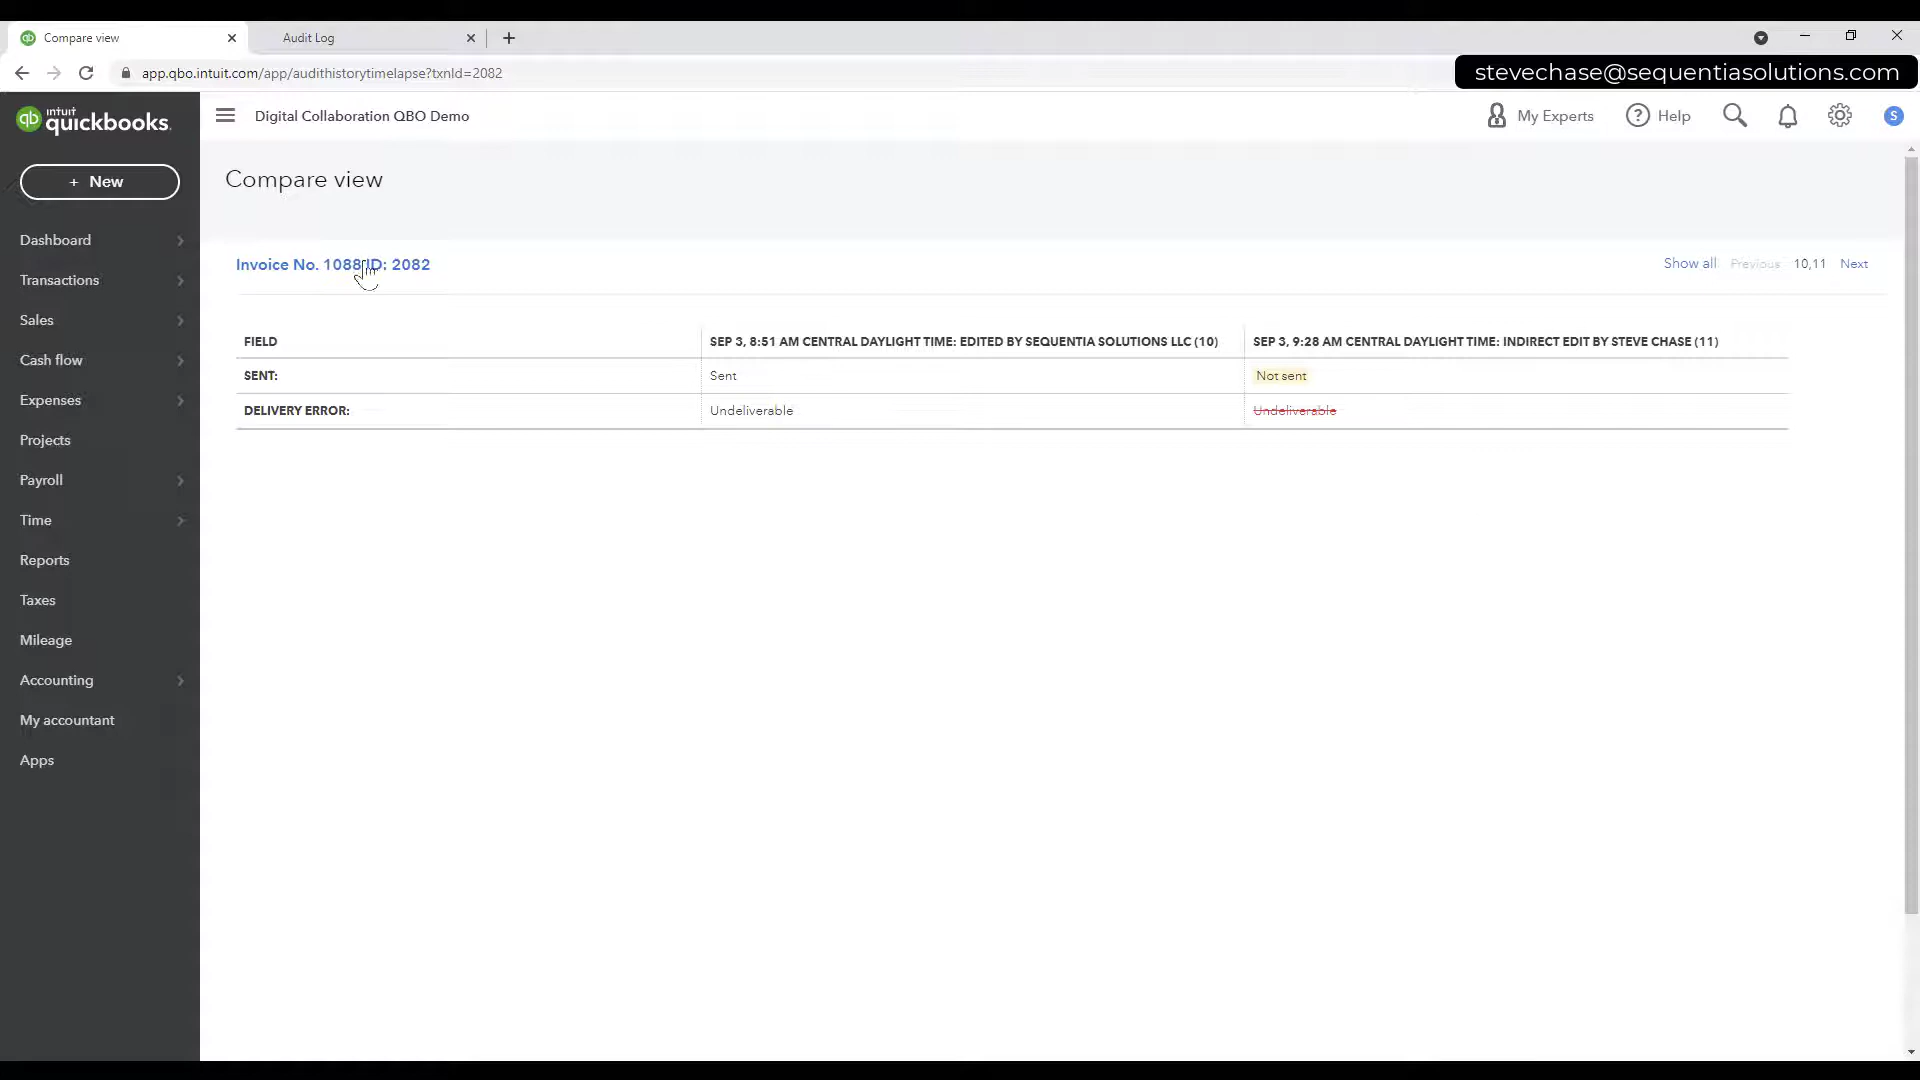 Compare view
Audit Log
app.qbo.intuit.com/app/audithistorytimelapse?txnId=2082
stevechase@sequentiasolutions.com
qb intuit quickbooks.
Digital Collaboration QBO Demo
My Experts
? Help
S
+ New
Compare view
Dashboard
Invoice No. 1088 ID: 2082
Show all Previous 10,11 Next
Transactions
Sales
FIELD SEP 3, 8:51 AM CENTRAL DAYLIGHT TIME: EDITED BY SEQUENTIA SOLUTIONS LLC (10) SEP 3, 9:28 AM CENTRAL DAYLIGHT TIME: INDIRECT EDIT BY STEVE CHASE (11)
SENT: Sent Not sent
DELIVERY ERROR: Undeliverable Undeliverable
Cash flow
Expenses
Projects
Payroll
Time
Reports
Taxes
Mileage
Accounting
My accountant
Apps